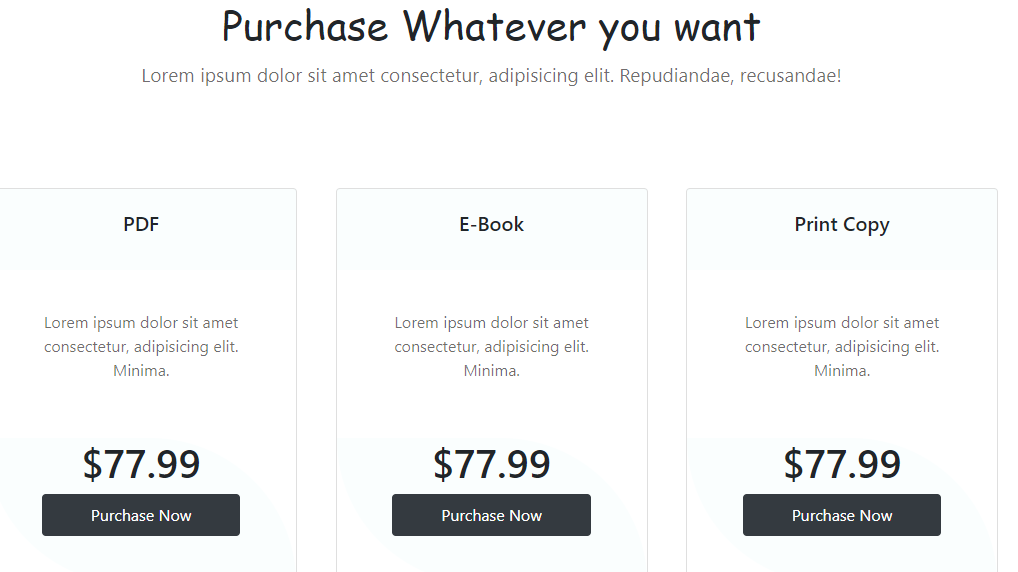 Purchase Whatever you want
Lorem ipsum dolor sit amet consectetur, adipisicing elit. Repudiandae, recusandae!
PDF
Lorem ipsum dolor sit amet
consectetur, adipisicing elit.
Minima.
$77.99
Purchase Now
E-Book
Lorem ipsum dolor sit amet
consectetur, adipisicing elit.
Minima.
$77.99
Purchase Now
Print Copy
Lorem ipsum dolor sit amet
consectetur, adipisicing elit.
Minima.
$77.99
Purchase Now